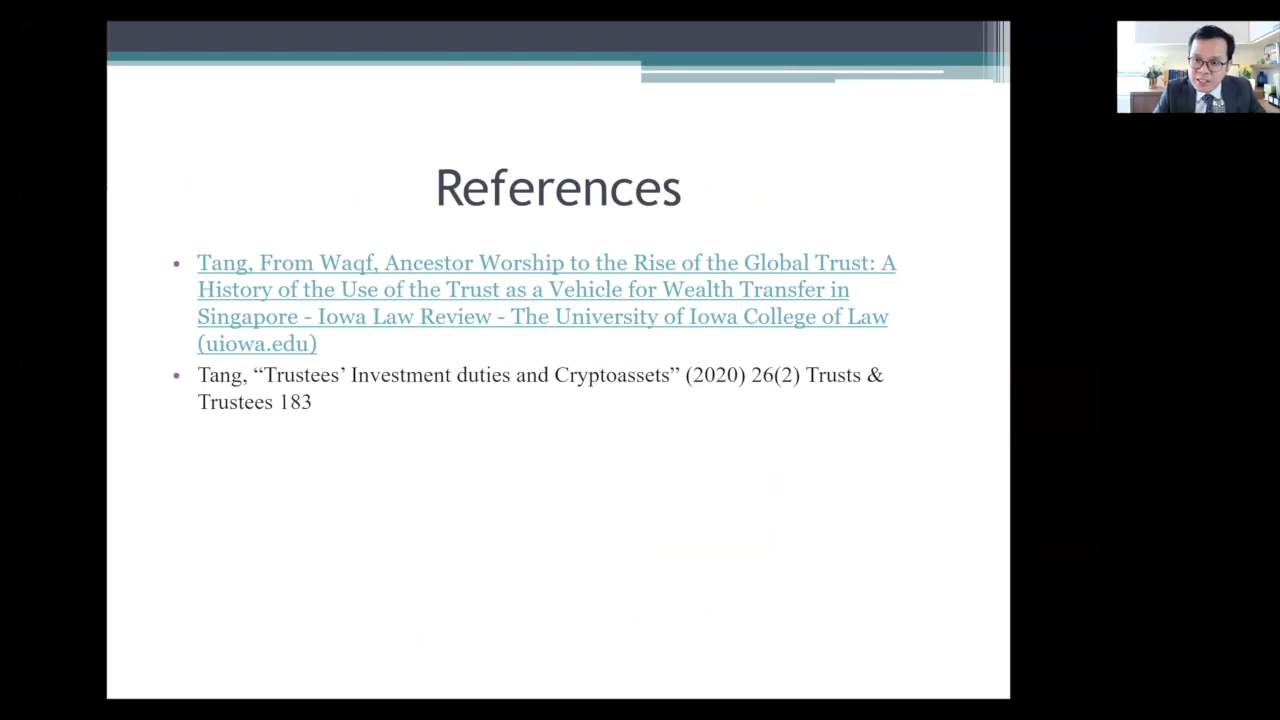 References
• Tang, From Waqf, Ancestor Worship to the Rise of the Global Trust: A
History of the Use of the Trust as a Vehicle for Wealth Transfer in
Singapore - Iowa Law Review - The University of Iowa College of Law
(uiowa.edu)
• Tang, “Trustees’ Investment duties and Cryptoassets” (2020) 26(2) Trusts &
Trustees 183